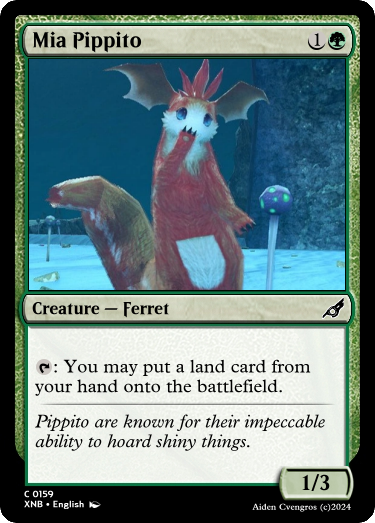 Mia Pippito 1
Creature — Ferret
: You may put a land card from
your hand onto the battlefield.
Pippito are known for their impeccable
ability to hoard shiny things.
1/3
C 0159
XNB • English
Aiden Cvengros (c)2024